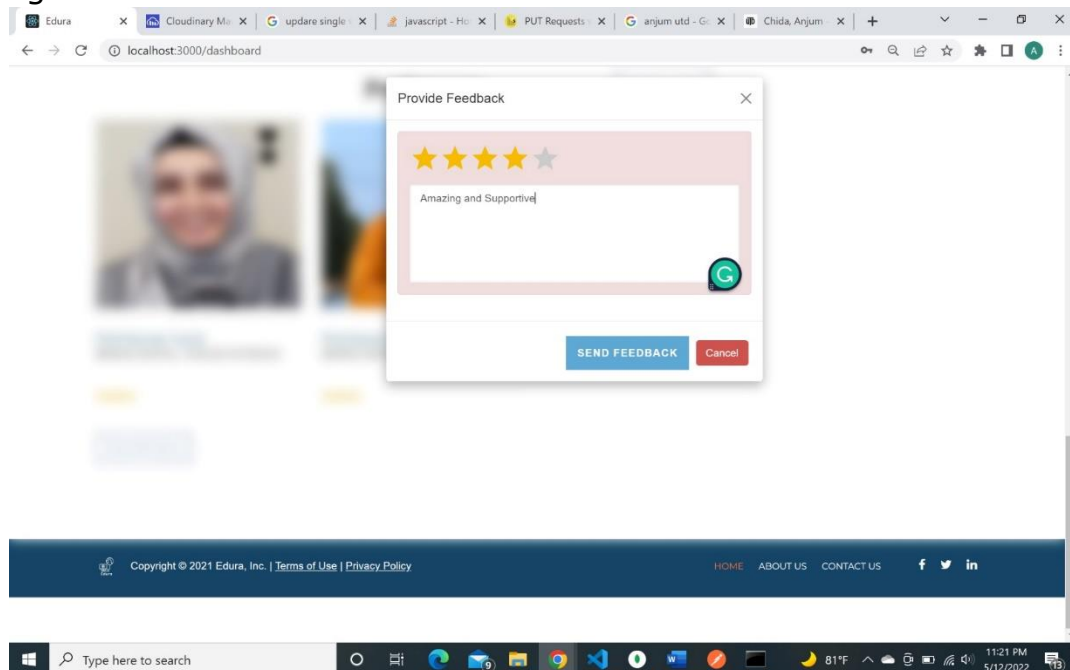 Edura
Cloudinary Ma
updare single
javascript - Ho
PUT Requests
anjum utd - Go
Chida, Anjum
localhost:3000/dashboard
A
Provide Feedback
Amazing and Supportive
SEND FEEDBACK
Cancel
Copyright © 2021 Edura, Inc. | Terms of Use | Privacy Policy
HOME ABOUT US CONTACT US
Type here to search
81°F
11:21 PM
5/12/2022